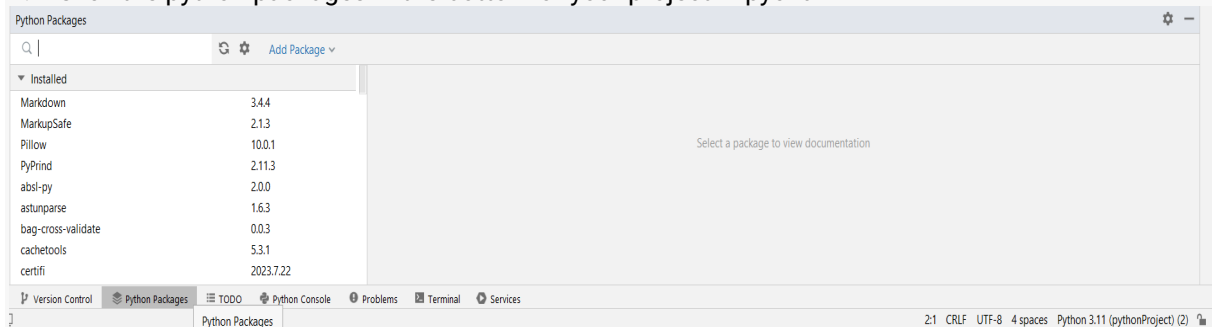 Python Packages
Add Package
Installed
Markdown 3.4.4
MarkupSafe 2.1.3
Pillow 10.0.1
PyPrind 2.11.3
absl-py 2.0.0
astunparse 1.6.3
bag-cross-validate 0.0.3
cachetools 5.3.1
certifi 2023.7.22
Select a package to view documentation
Version Control Python Packages TODO Python Console Problems Terminal Services
Python Packages
2:1 CRLF UTF-8 4 spaces Python 3.11 (pythonProject) (2)